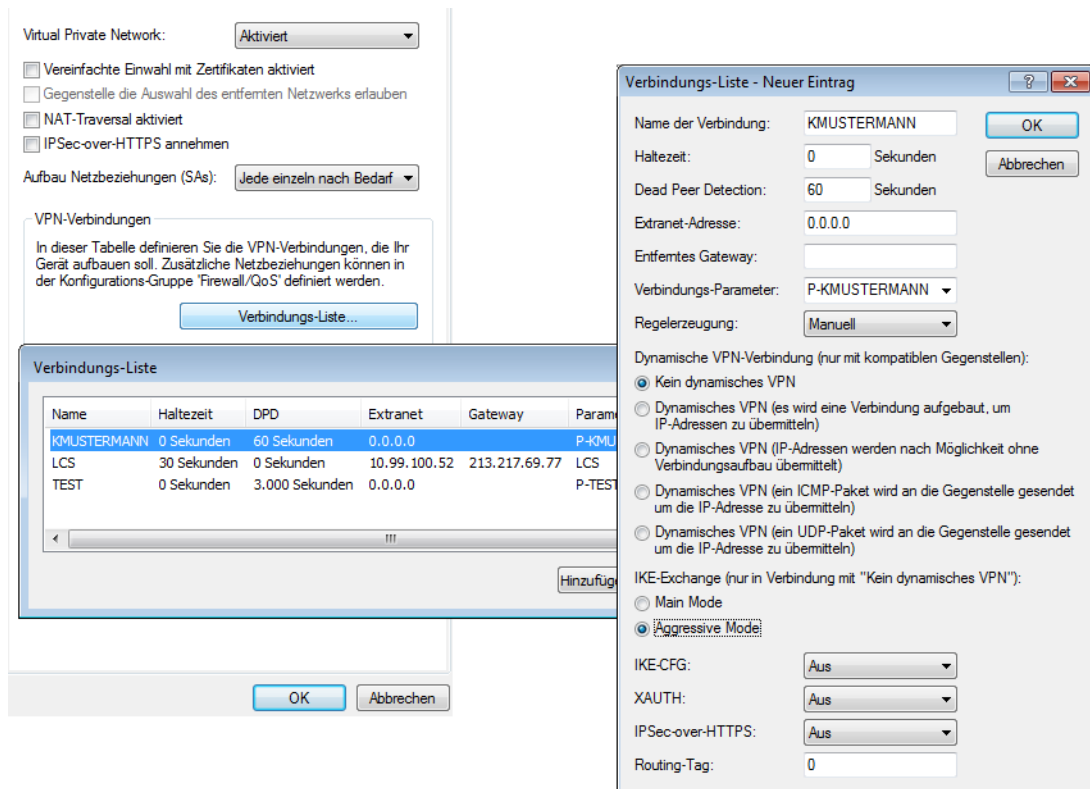 Virtual Private Network: Aktiviert
Vereinfachte Einwahl mit Zertifikaten aktiviert
Gegenstelle die Auswahl des entfernten Netzwerks erlauben
NAT-Traversal aktiviert
IPSec-over-HTTPS annehmen
Aufbau Netzbeziehungen (SAs): Jede einzeln nach Bedarf
VPN-Verbindungen
In dieser Tabelle definieren Sie die VPN-Verbindungen, die Ihr
Gerät aufbauen soll. Zusätzliche Netzbeziehungen können in
der Konfigurations-Gruppe 'Firewall/QoS' definiert werden.
Verbindungs-Liste...
Verbindungs-Liste
Name Haltezeit DPD Extranet Gateway Parame
KMUSTERMANN 0 Sekunden 60 Sekunden 0.0.0.0 P-KMU
LCS 30 Sekunden 0 Sekunden 10.99.100.52 213.217.69.77 LCS
TEST 0 Sekunden 3.000 Sekunden 0.0.0.0 P-TEST
Hinzufüge
OK Abbrechen
Verbindungs-Liste - Neuer Eintrag
Name der Verbindung: KMUSTERMANN OK
Haltezeit: 0 Sekunden Abbrechen
Dead Peer Detection: 60 Sekunden
Extranet-Adresse: 0.0.0.0
Entferntes Gateway:
Verbindungs-Parameter: P-KMUSTERMANN
Regelerzeugung: Manuell
Dynamische VPN-Verbindung (nur mit kompatiblen Gegenstellen):
Kein dynamisches VPN
Dynamisches VPN (es wird eine Verbindung aufgebaut, um
IP-Adressen zu übermitteln)
Dynamisches VPN (IP-Adressen werden nach Möglichkeit ohne
Verbindungsaufbau übermittelt)
Dynamisches VPN (ein ICMP-Paket wird an die Gegenstelle gesendet
um die IP-Adresse zu übermitteln)
Dynamisches VPN (ein UDP-Paket wird an die Gegenstelle gesendet
um die IP-Adresse zu übermitteln)
IKE-Exchange (nur in Verbindung mit "Kein dynamisches VPN"):
Main Mode
Aggressive Mode
IKE-CFG: Aus
XAUTH: Aus
IPSec-over-HTTPS: Aus
Routing-Tag: 0